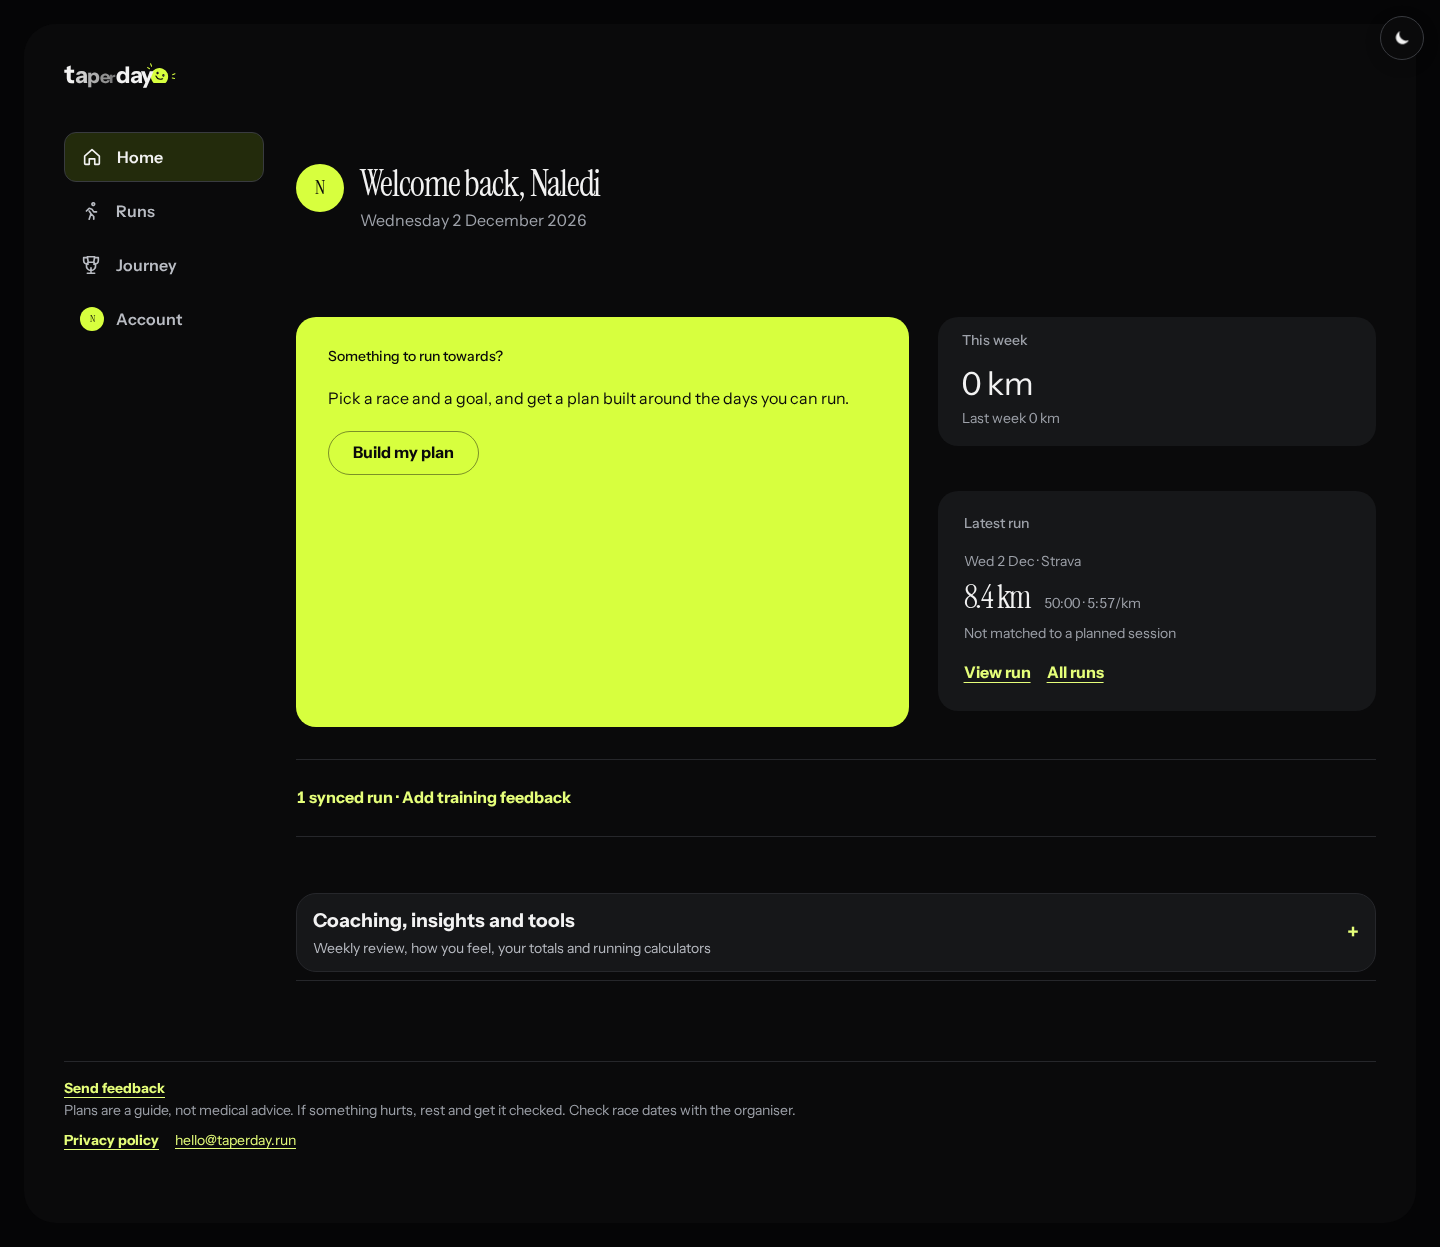 taperday
Home
Runs
Journey
N Account
N
Welcome back, Naledi
Wednesday 2 December 2026
Something to run towards?
Pick a race and a goal, and get a plan built around the days you can run.
Build my plan
This week
0 km
Last week 0 km
Latest run
Wed 2 Dec · Strava
8.4 km 50:00 · 5:57/km
Not matched to a planned session
View run All runs
1 synced run · Add training feedback
Coaching, insights and tools
Weekly review, how you feel, your totals and running calculators
+
Send feedback
Plans are a guide, not medical advice. If something hurts, rest and get it checked. Check race dates with the organiser.
Privacy policy hello@taperday.run